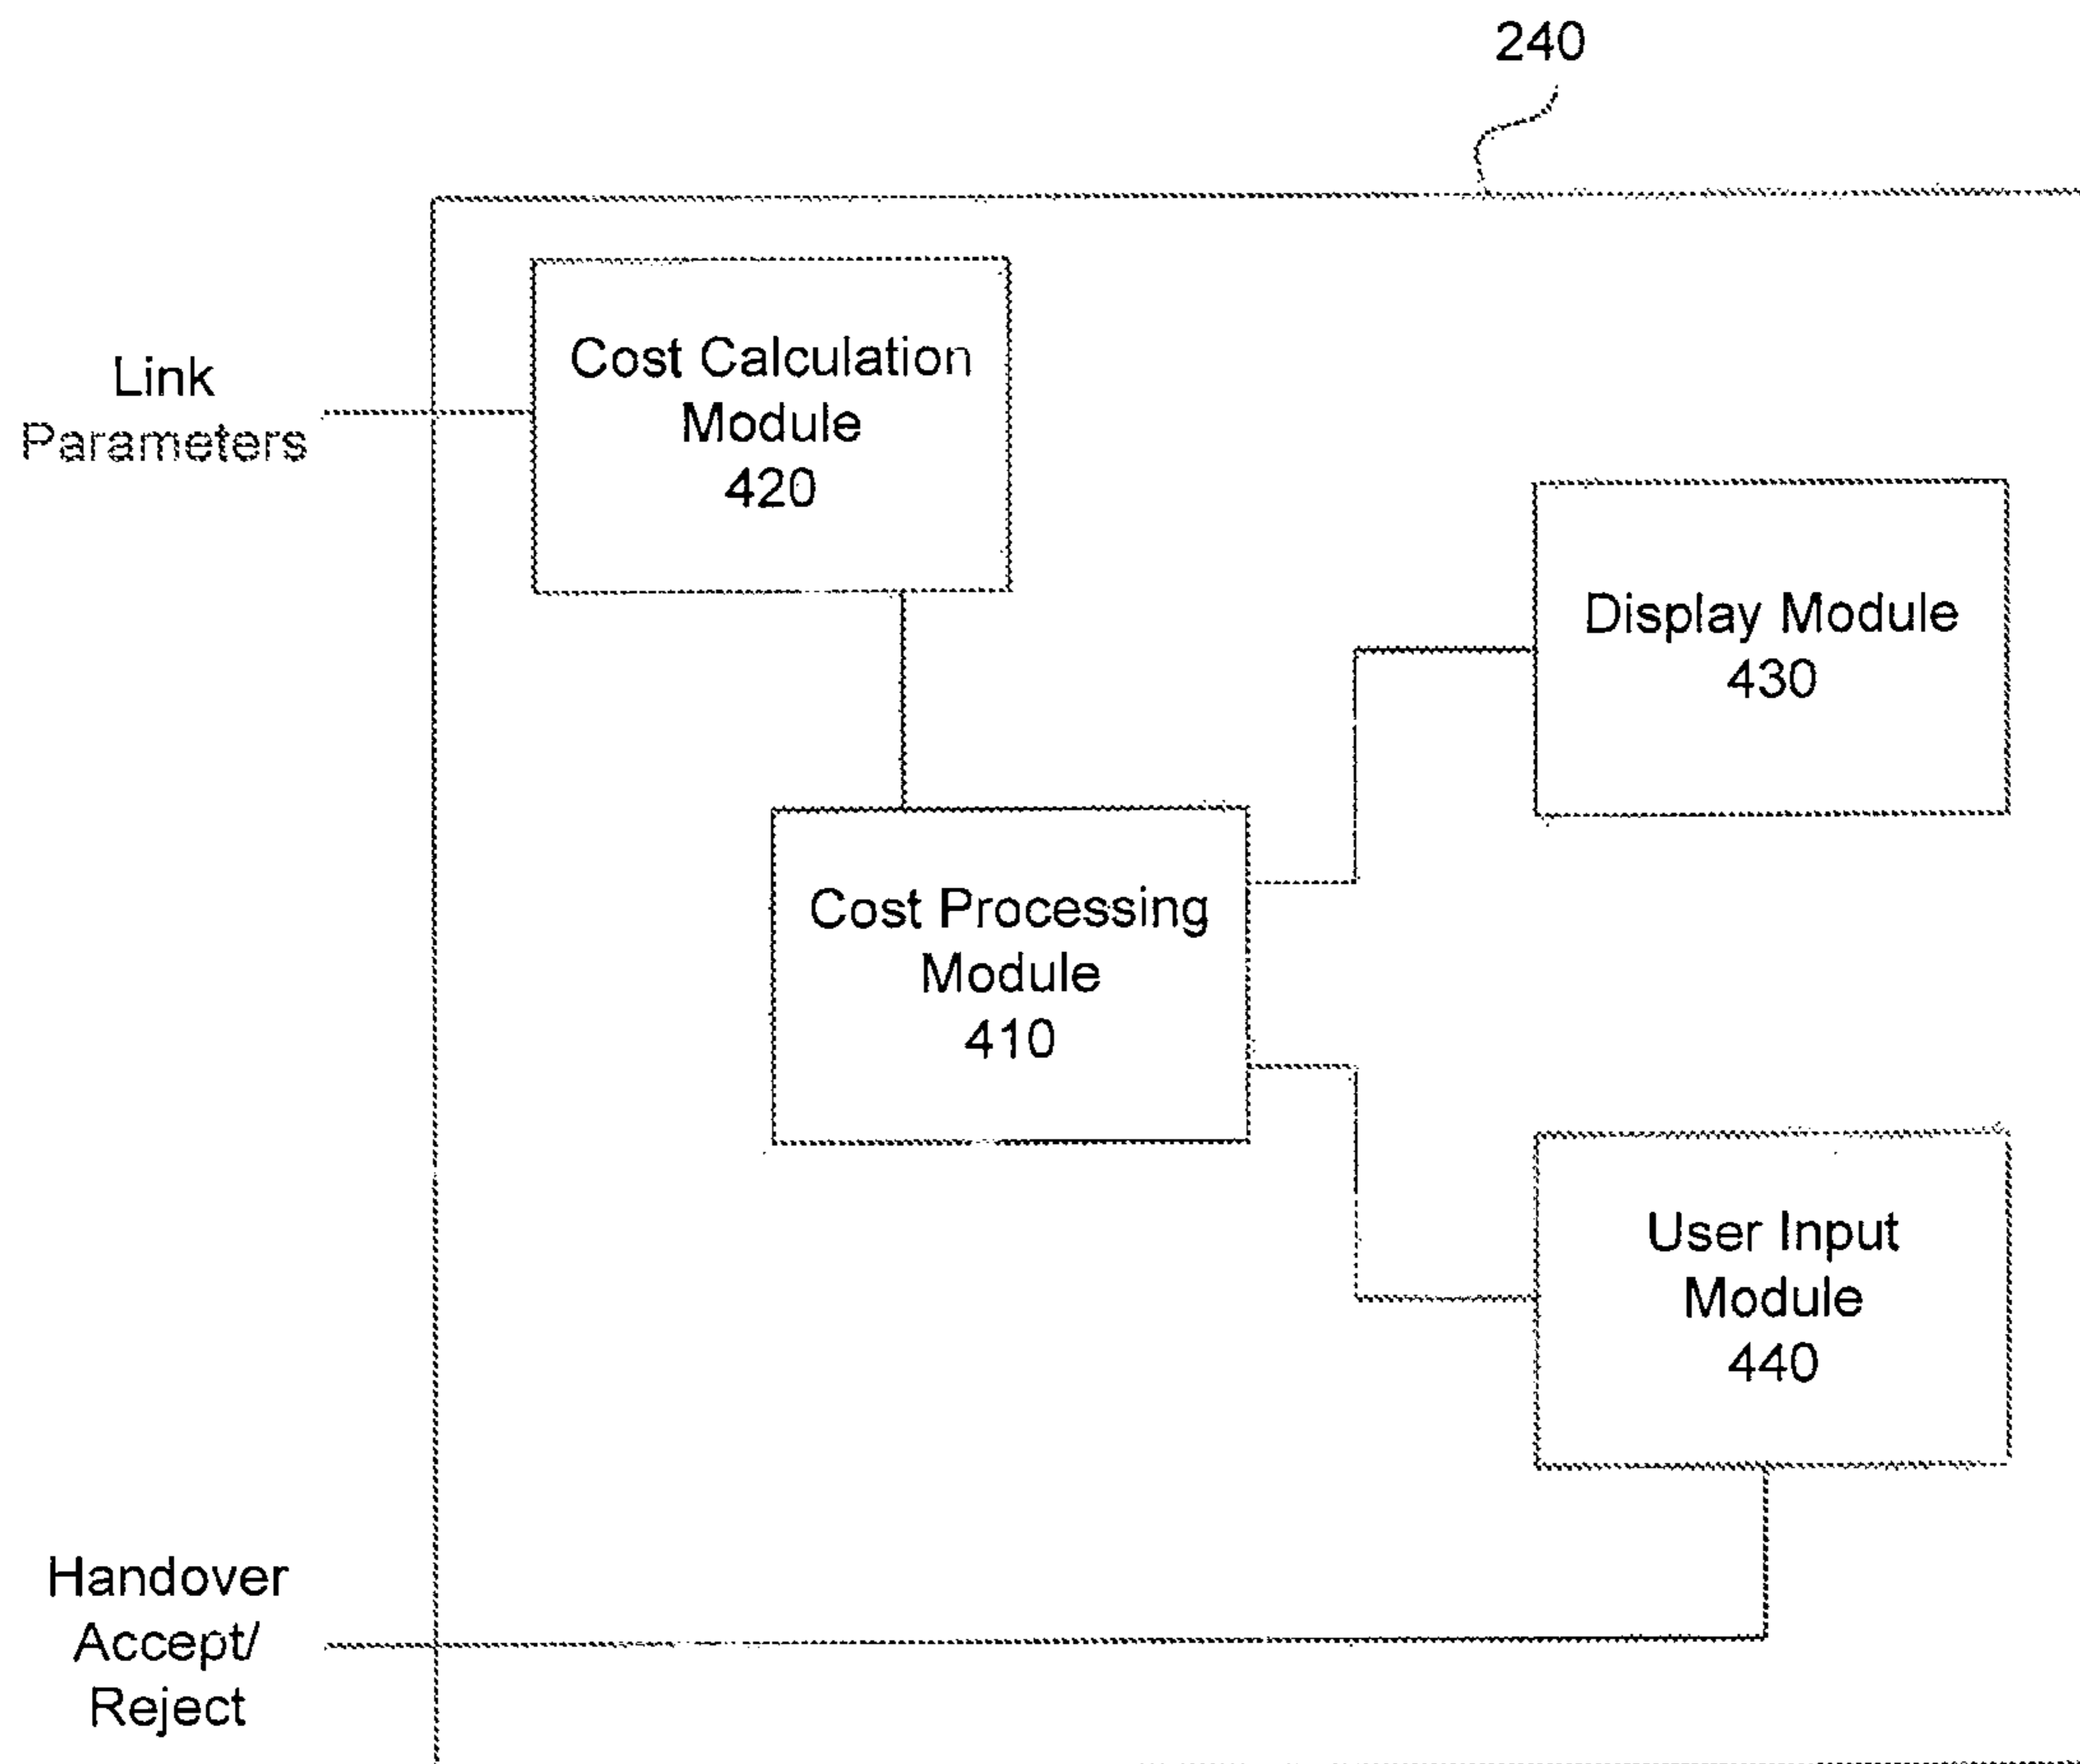 240
Link
Parameters
Cost Calculation
Module
420
Display Module
430
Cost Processing
Module
410
User Input
Module
440
Handover
Accept/
Reject